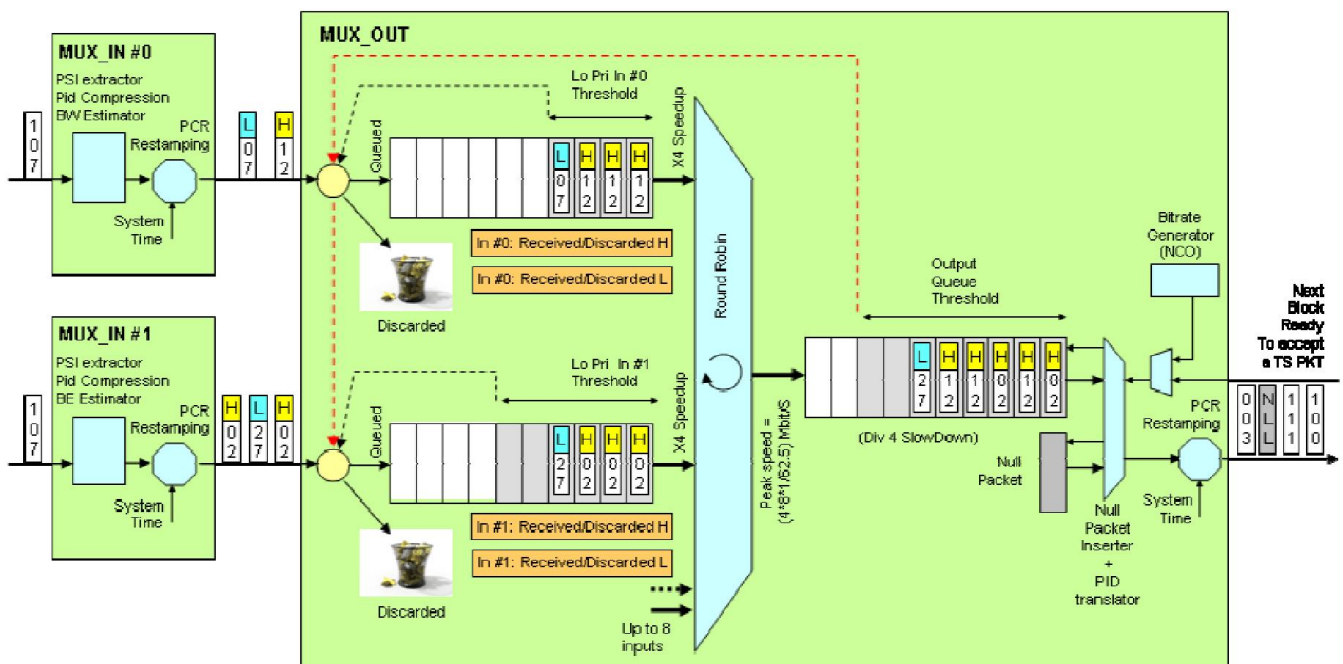 MUX_IN #0
PSI extractor
Pid Compression
BW Estimator
PCR
Restamping
System
Time
1
0
7
L
0
7
H
1
2
MUX_OUT
Lo Pri In #0
Threshold
Queued
X4 Speedup
L
0
7
H
1
2
H
1
2
H
1
2
In #0: Received/Discarded H
In #0: Received/Discarded L
Discarded
MUX_IN #1
PSI extractor
Pid Compression
BE Estimator
PCR
Restamping
System
Time
1
0
7
H
0
2
L
2
7
H
0
2
Lo Pri In #1
Threshold
Queued
X4 Speedup
L
2
7
H
0
2
H
0
2
H
0
2
In #1: Received/Discarded H
In #1: Received/Discarded L
Discarded
Up to 8
inputs
Round Robin
Peak speed =
(4*8*1/62.5) Mbit/S
Output
Queue
Threshold
L
2
7
H
1
2
H
1
2
H
0
2
H
1
2
H
0
2
(Div 4 SlowDown)
Null
Packet
Bitrate
Generator
(NCO)
Null
Packet
Inserter
+
PID
translator
PCR
Restamping
System
Time
Next
Block
Ready
To accept
a TS PKT
0
0
3
N
L
L
1
1
1
1
0
0